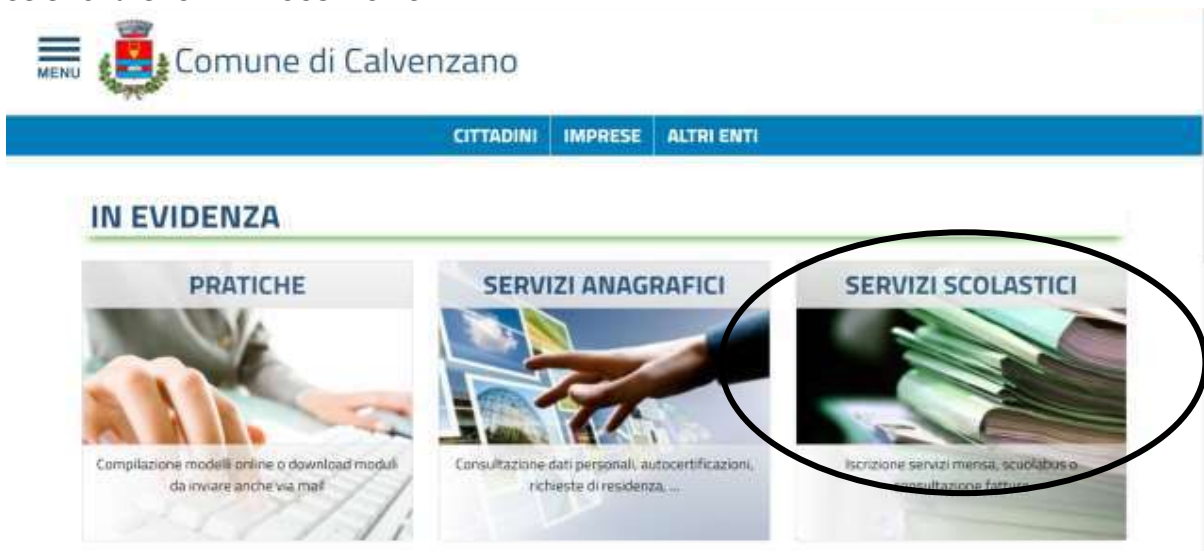 MENU
Comune di Calvenzano
CITTADINI IMPRESE ALTRI ENTI
IN EVIDENZA
PRATICHE
Compilazione modelli online o download moduli
da inviare anche via mail
SERVIZI ANAGRAFICI
Consultazione dati personali, autocertificazioni,
richieste di residenza, ...
SERVIZI SCOLASTICI
Iscrizione servizi mensa, scuolabus o
consultazione fatture